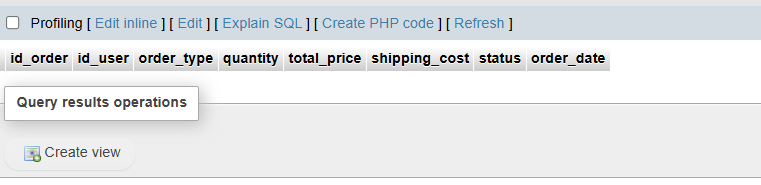 Profiling [ Edit inline ] [ Edit ] [ Explain SQL ] [ Create PHP code ] [ Refresh ]
id_order id_user order_type quantity total_price shipping_cost status order_date
Query results operations
Create view